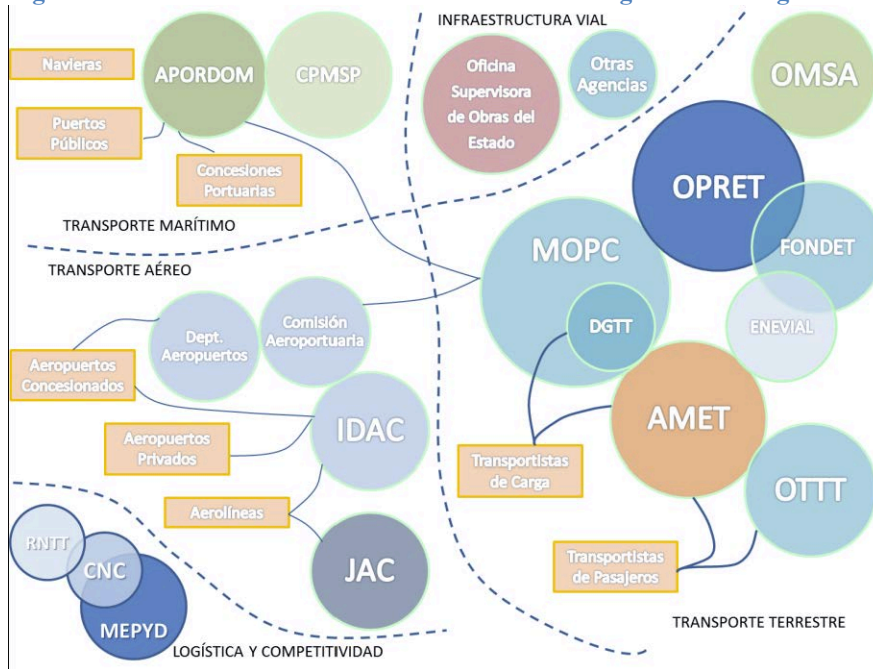 INFRAESTRUCTURA VIAL
Navieras
APORDOM
CPMSP
Oficina
Supervisora
de Obras del
Estado
Otras
Agencias
OMSA
Puertos
Públicos
Concesiones
Portuarias
OPRET
TRANSPORTE MARÍTIMO
TRANSPORTE AÉREO
MOPC
FONDET
Dept.
Aeropuertos
Comisión
Aeroportuaria
DGTT
ENEVIAL
Aeropuertos
Concesionados
IDAC
AMET
Aeropuertos
Privados
Transportistas
de Carga
OTTT
Aerolíneas
RNTT
CNC
MEPYD
JAC
Transportistas
de Pasajeros
LOGÍSTICA Y COMPETITIVIDAD
TRANSPORTE TERRESTRE